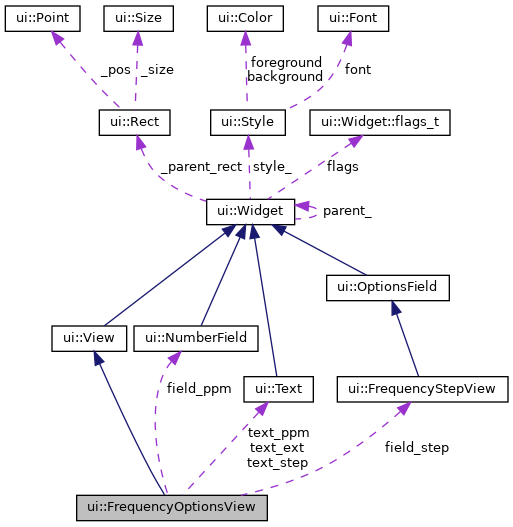 ui::Point
ui::Size
ui::Color
ui::Font
_pos
_size
foreground
background
font
ui::Rect
ui::Style
ui::Widget::flags_t
_parent_rect
style_
flags
ui::Widget
parent_
ui::OptionsField
ui::View
ui::NumberField
field_ppm
ui::Text
ui::FrequencyStepView
text_ppm
text_ext
text_step
field_step
ui::FrequencyOptionsView